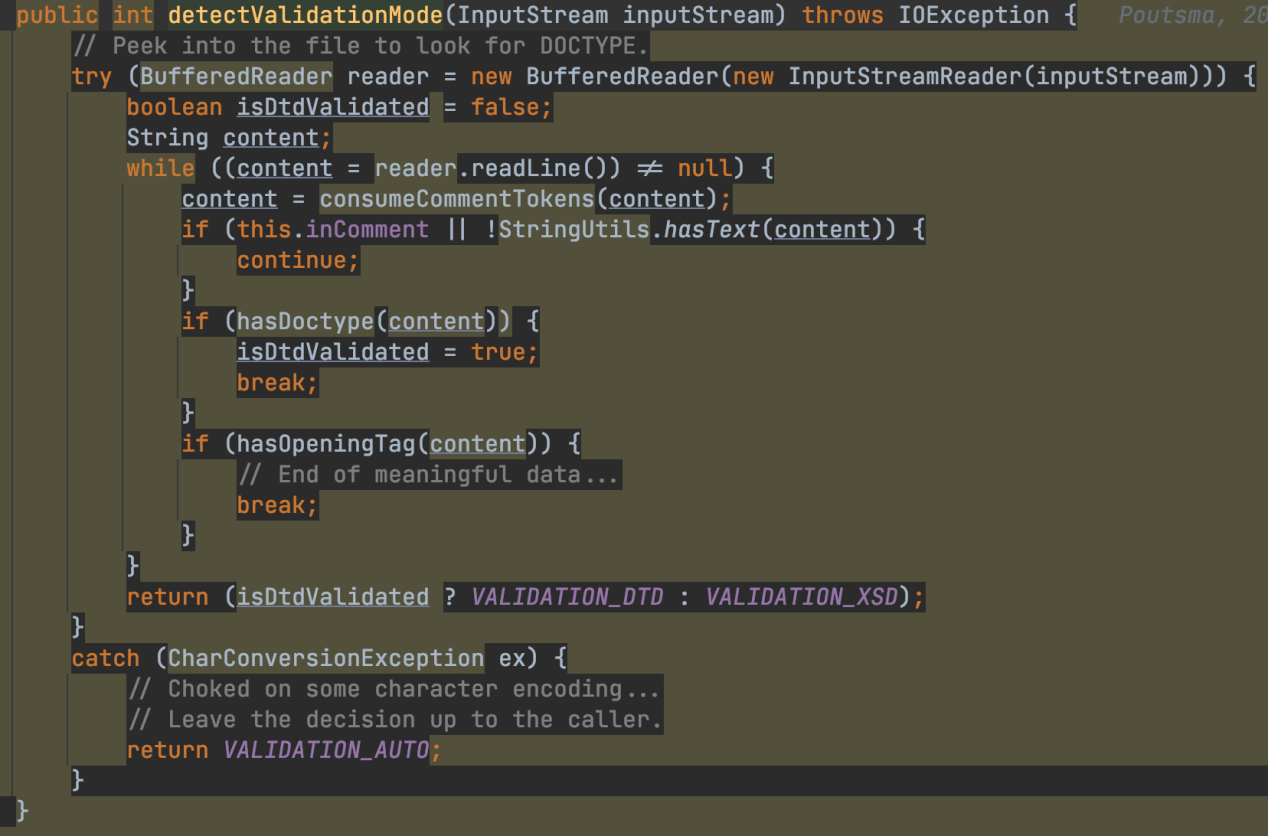 public int detectValidationMode(InputStream inputStream) throws IOException {   Poutsma, 20
    // Peek into the file to look for DOCTYPE.
    try (BufferedReader reader = new BufferedReader(new InputStreamReader(inputStream))) {
        boolean isDtdValidated = false;
        String content;
        while ((content = reader.readLine()) ≠ null) {
            content = consumeCommentTokens(content);
            if (this.inComment || !StringUtils.hasText(content)) {
                continue;
            }
            if (hasDoctype(content)) {
                isDtdValidated = true;
                break;
            }
            if (hasOpeningTag(content)) {
                // End of meaningful data...
                break;
            }
        }
        return (isDtdValidated ? VALIDATION_DTD : VALIDATION_XSD);
    }
    catch (CharConversionException ex) {
        // Choked on some character encoding...
        // Leave the decision up to the caller.
        return VALIDATION_AUTO;
    }
}